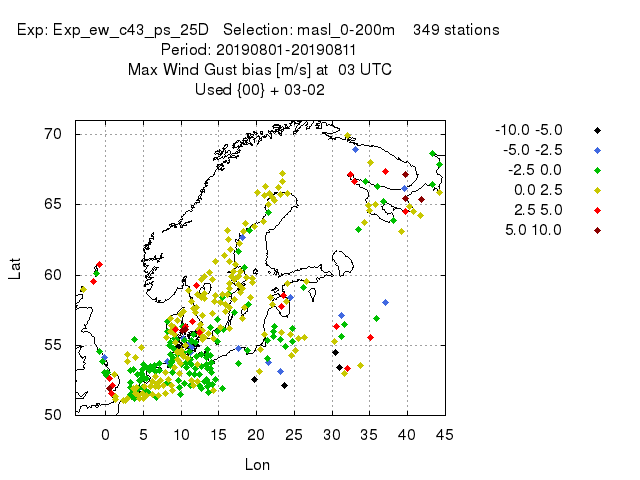 Exp: Exp_ew_c43_ps_25D   Selection: masl_0-200m    349 stations
Period: 20190801-20190811
Max Wind Gust bias [m/s] at  03 UTC
Used {00} + 03-02
-10.0 -5.0
-5.0 -2.5
-2.5 0.0
0.0 2.5
2.5 5.0
5.0 10.0
70
65
60
55
50
Lat
0 5 10 15 20 25 30 35 40 45
Lon